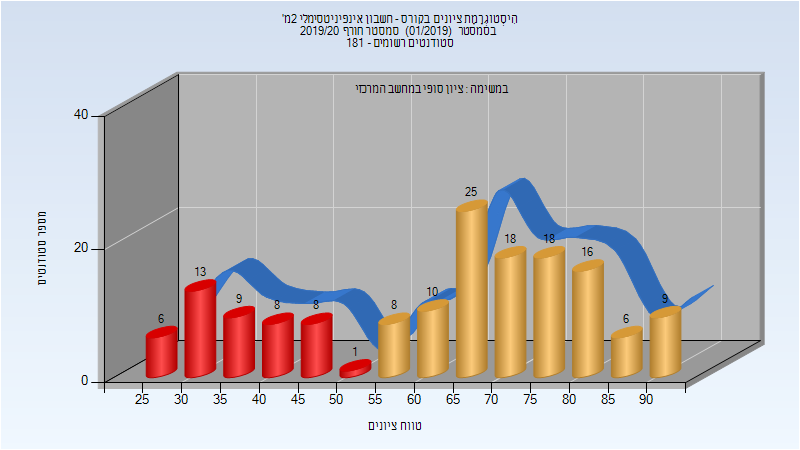 היסטוגרמת ציונים בקורס - חשבון אינפיניטסימלי 2מ'
בסמסטר (01/2019) סמסטר חורף 2019/20
סטודנטים רשומים - 181
במשימה : ציון סופי במחשב המרכזי
מספר סטודנטים
40
20
0
6 13 9 8 8 1 8 10 25 18 18 16 6 9
25 30 35 40 45 50 55 60 65 70 75 80 85 90
טווח ציונים